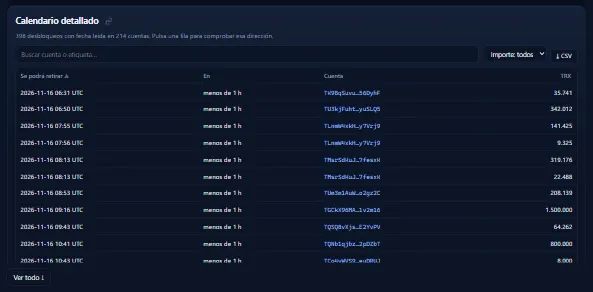 Calendario detallado
398 desbloqueos con fecha leída en 214 cuentas. Pulsa una fila para comprobar esa dirección.
Buscar cuenta o etiqueta...
Importe: todos
↓ CSV
Se podrá retirar ▲ En Cuenta TRX
2026-11-16 06:31 UTC menos de 1 h 35.741
2026-11-16 06:50 UTC menos de 1 h 342.012
2026-11-16 07:55 UTC menos de 1 h 141.425
2026-11-16 07:56 UTC menos de 1 h 9.325
2026-11-16 08:13 UTC menos de 1 h 319.176
2026-11-16 08:13 UTC menos de 1 h 22.488
2026-11-16 08:53 UTC menos de 1 h 208.139
2026-11-16 09:16 UTC menos de 1 h 1.500.000
2026-11-16 09:43 UTC menos de 1 h 64.262
2026-11-16 10:41 UTC menos de 1 h 800.000
2026-11-16 10:43 UTC menos de 1 h 8.000
Ver todo ↓